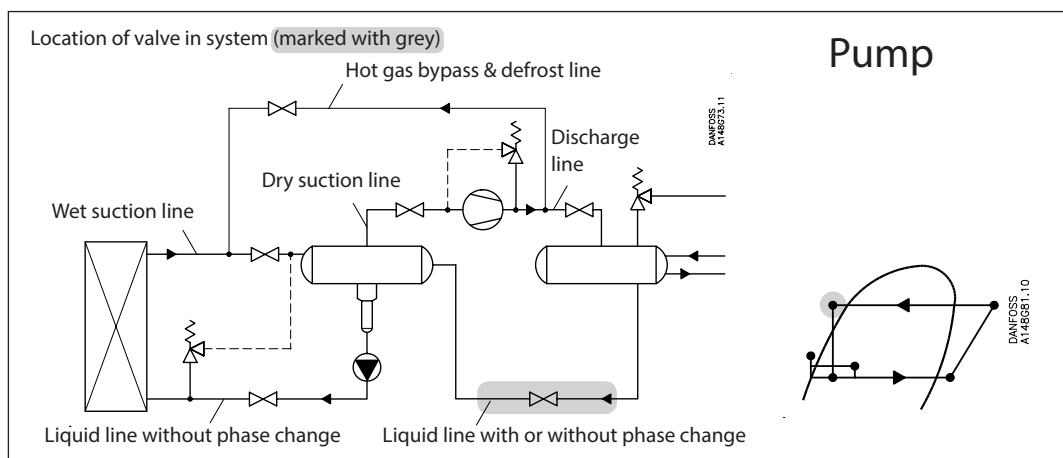 Location of valve in system (marked with grey)
Pump
Hot gas bypass & defrost line
DANFOSS
A148G73.11
Discharge
line
Dry suction line
Wet suction line
DANFOSS
A148G81.10
Liquid line without phase change
Liquid line with or without phase change